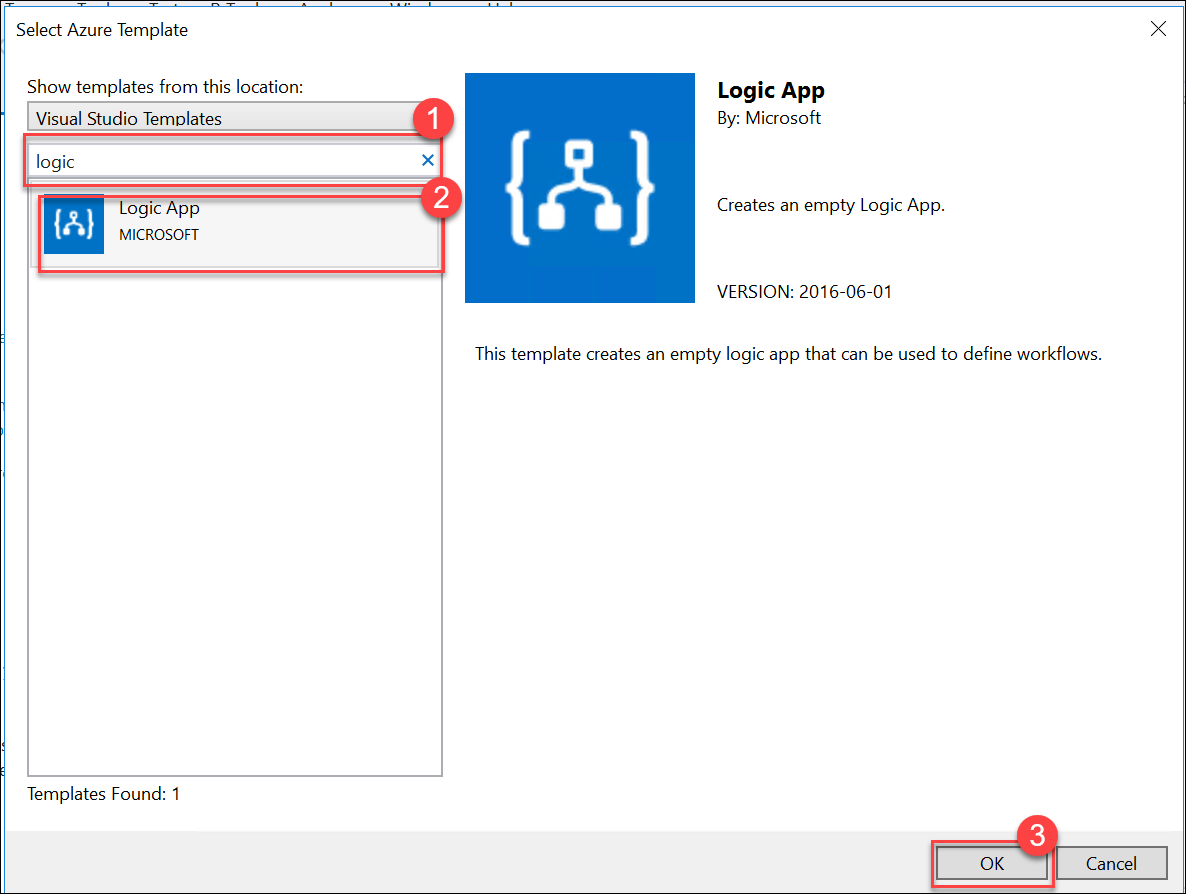 Select Azure Template
Show templates from this location:
Visual Studio Templates
1
logic
2
Logic App
MICROSOFT
Templates Found: 1
Logic App
By: Microsoft
Creates an empty Logic App.
VERSION: 2016-06-01
This template creates an empty logic app that can be used to define workflows.
3
OK
Cancel